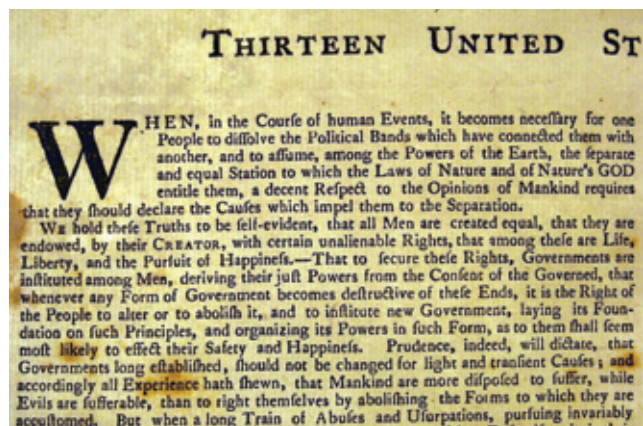 THIRTEEN UNITED ST
WHEN, in the Courſe of human Events, it becomes neceſſary for one
People to diſſolve the Political Bands which have connected them with
another, and to aſſume, among the Powers of the Earth, the ſeparate
and equal Station to which the Laws of Nature and of Nature's GOD
entitle them, a decent Reſpect to the Opinions of Mankind requires
that they ſhould declare the Cauſes which impel them to the Separation.
WE hold theſe Truths to be ſelf-evident, that all Men are created equal, that they are
endowed, by their CREATOR, with certain unalienable Rights, that among theſe are Life,
Liberty, and the Purſuit of Happineſs.—That to ſecure theſe Rights, Governments are
inſtituted among Men, deriving their juſt Powers from the Conſent of the Governed, that
whenever any Form of Government becomes deſtructive of theſe Ends, it is the Right of
the People to alter or to aboliſh it, and to inſtitute new Government, laying its Foun-
dation on ſuch Principles, and organizing its Powers in ſuch Form, as to them ſhall ſeem
moſt likely to effect their Safety and Happineſs. Prudence, indeed, will dictate, that
Governments long eſtabliſhed, ſhould not be changed for light and tranſient Cauſes; and
accordingly all Experience hath ſhewn, that Mankind are more diſpoſed to ſuffer, while
Evils are ſufferable, than to right themſelves by aboliſhing the Forms to which they are
accuſtomed. But when a long Train of Abuſes and Uſurpations, purſuing invariably